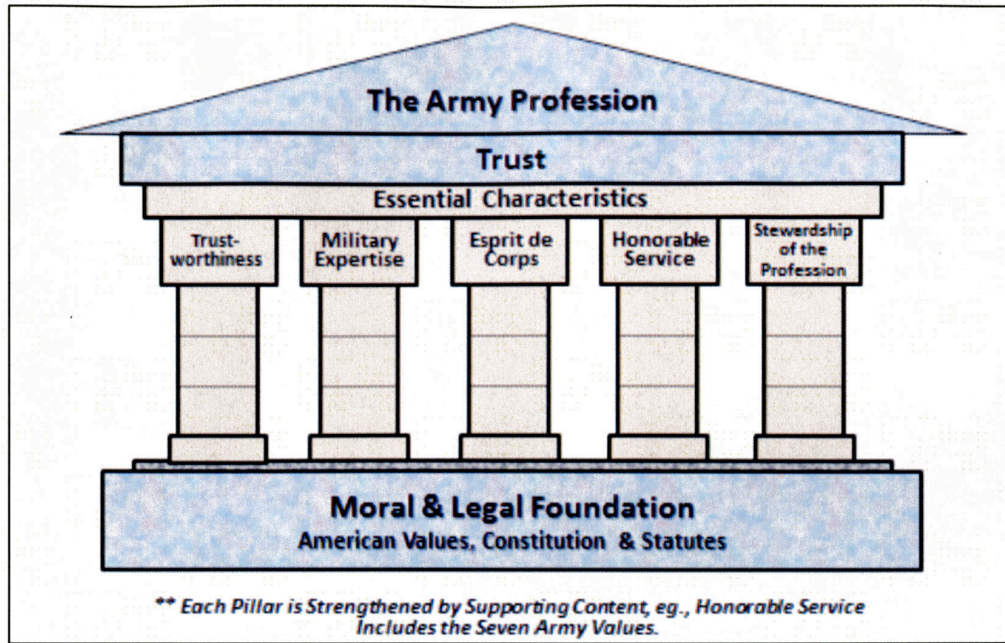 The Army Profession
Trust
Essential Characteristics
Trust-
worthiness
Military
Expertise
Esprit de
Corps
Honorable
Service
Stewardship
of the
Profession
Moral & Legal Foundation
American Values, Constitution & Statutes
** Each Pillar is Strengthened by Supporting Content, eg., Honorable Service
Includes the Seven Army Values.